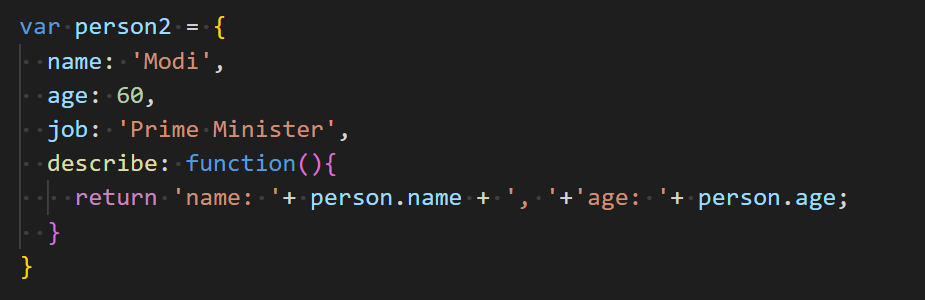 var person2 = {
  name: 'Modi',
  age: 60,
  job: 'Prime Minister',
  describe: function(){
    return 'name: '+ person.name + ', '+'age: '+ person.age;
  }
}